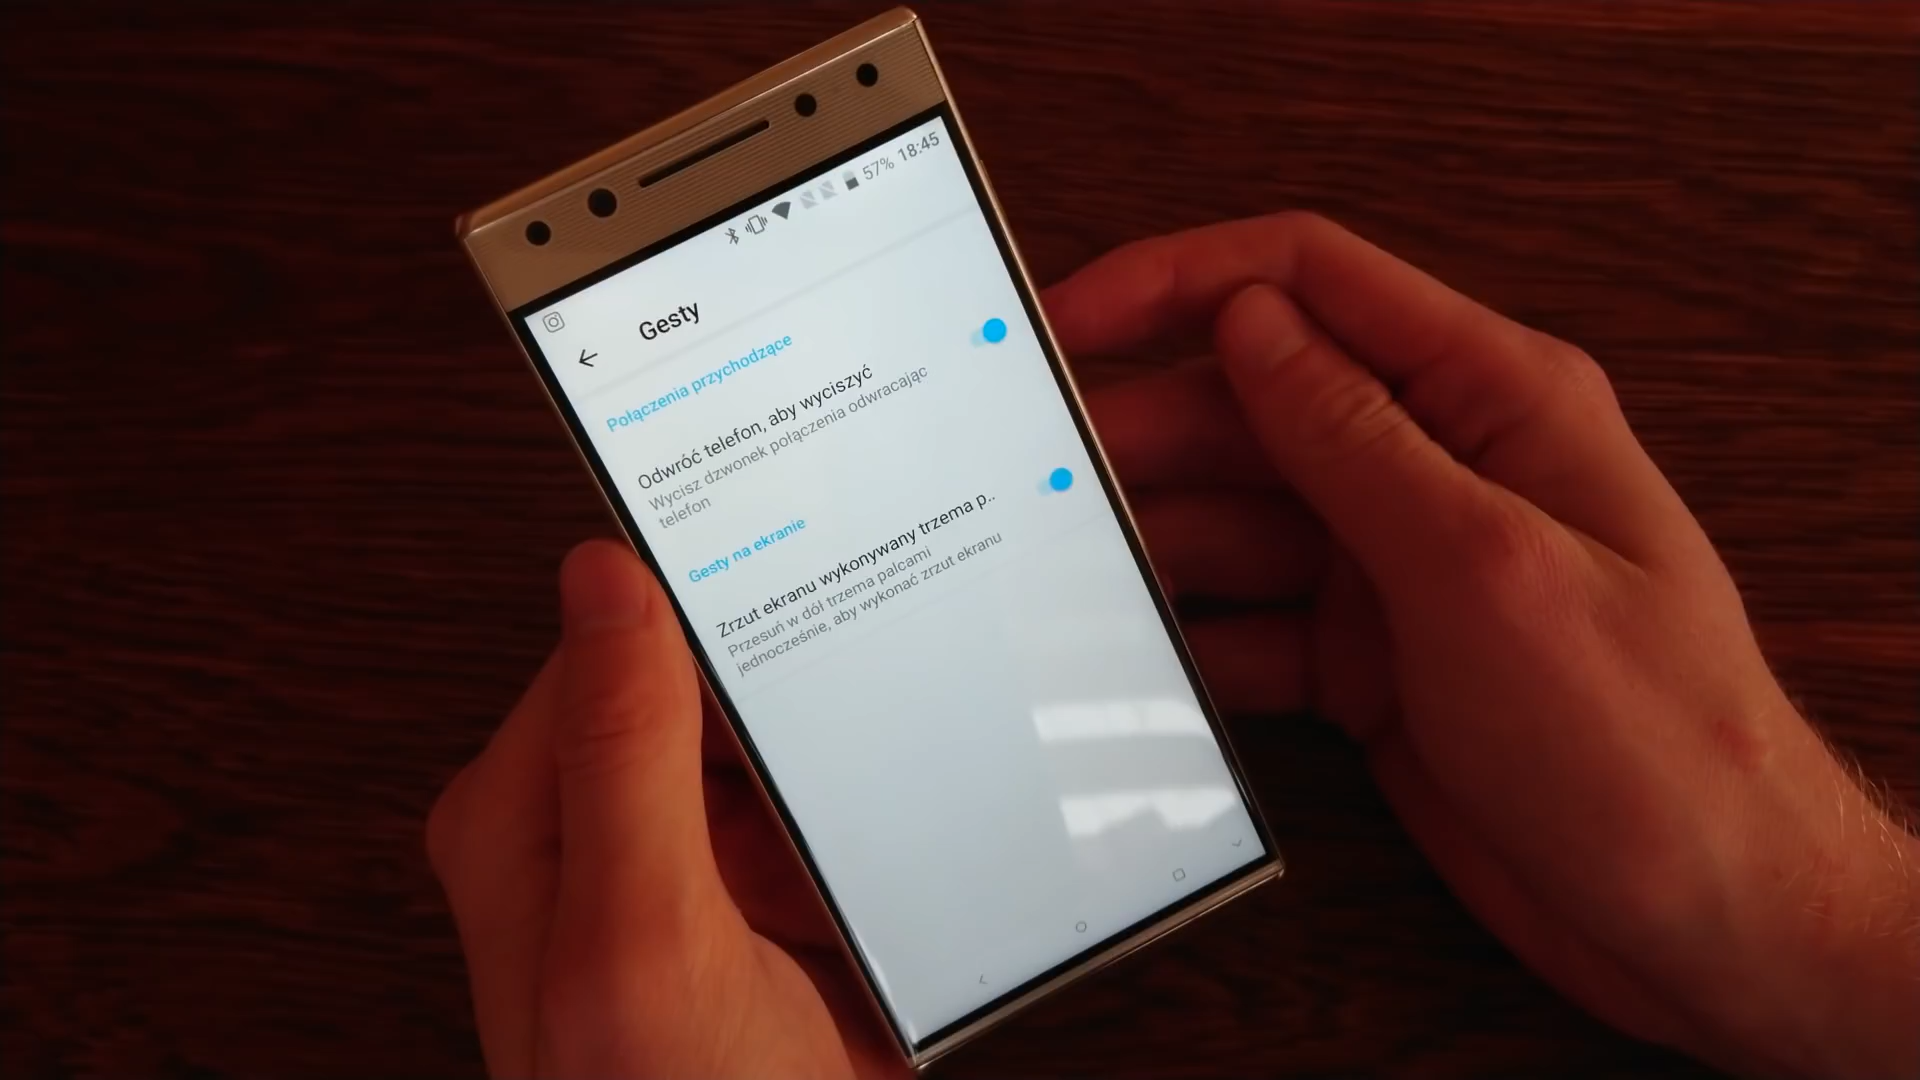 57% 18:45
Gesty
Połączenia przychodzące
Odwróć telefon, aby wyciszyć
Wycisz dzwonek połączenia odwracając
telefon
Gesty na ekranie
Zrzut ekranu wykonywany trzema p..
Przesuń w dół trzema palcami
jednocześnie, aby wykonać zrzut ekranu